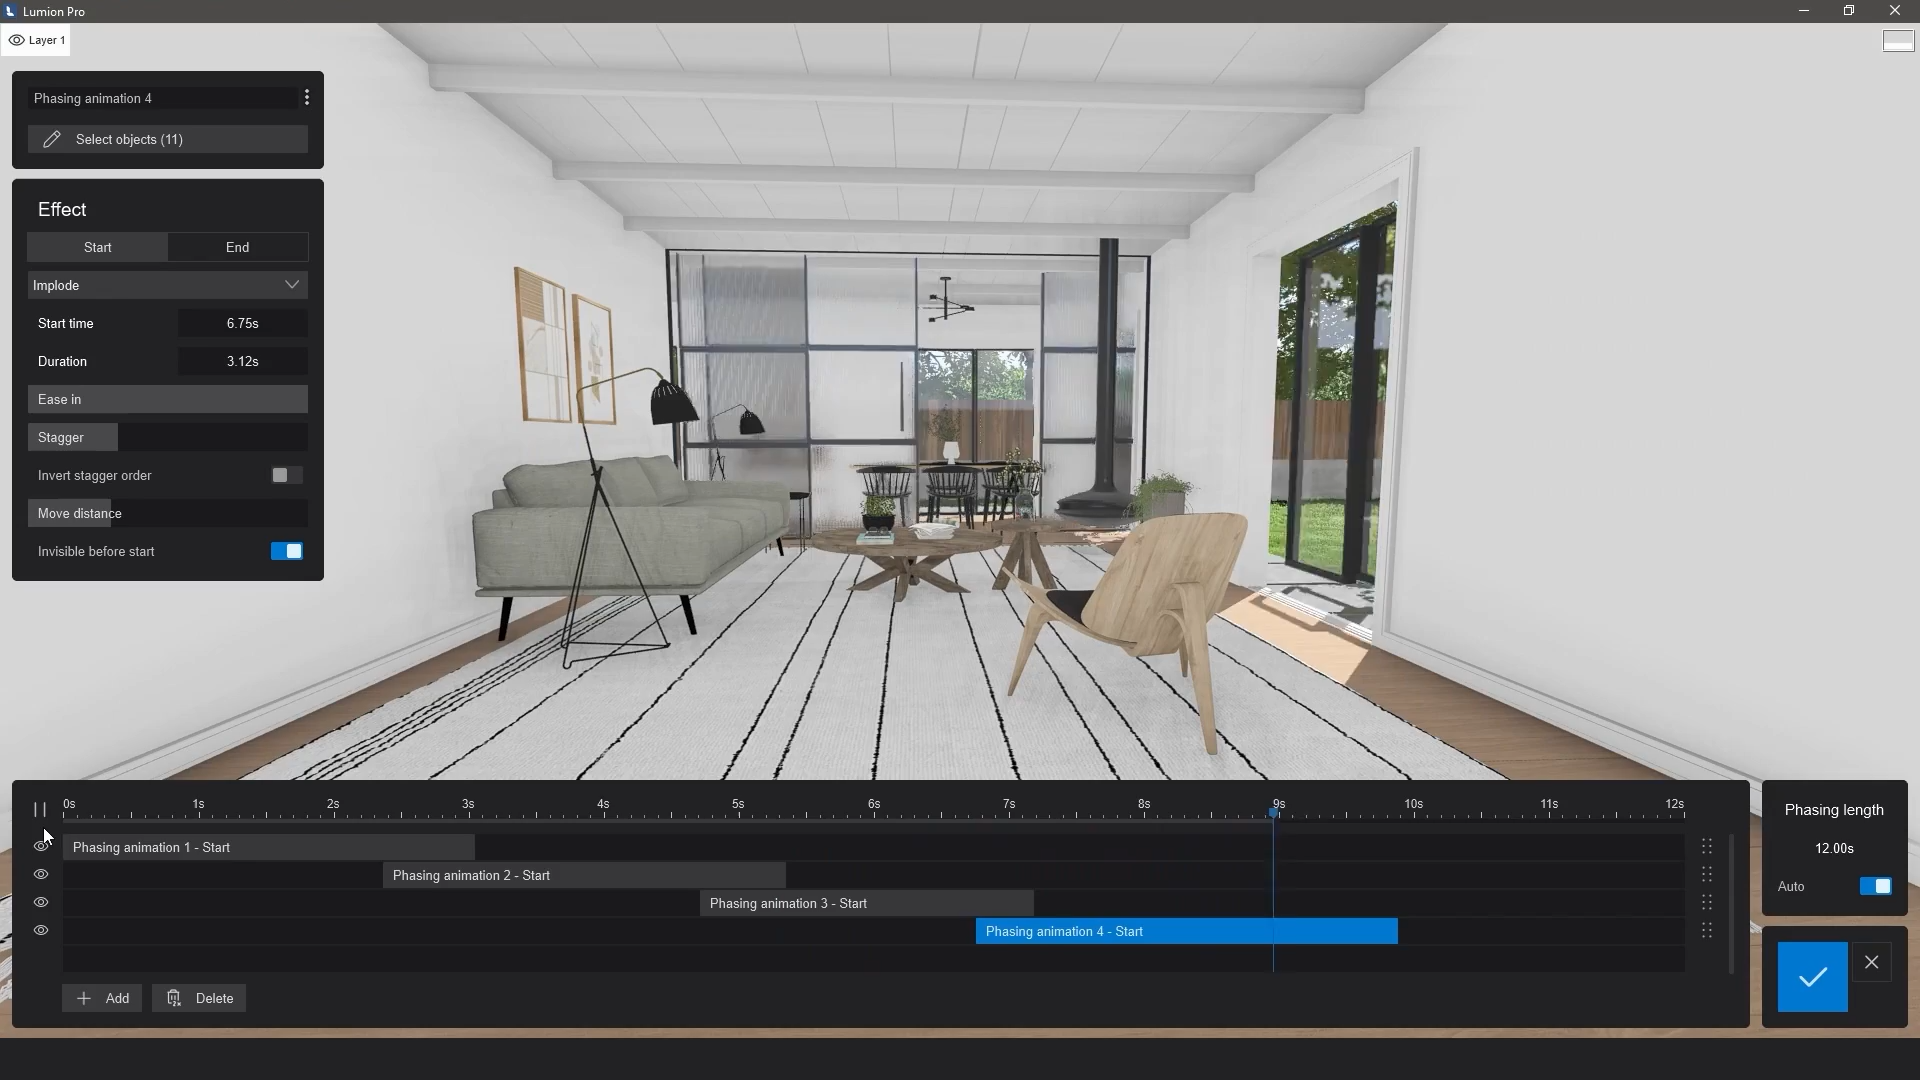 Lumion Pro
Layer 1
Phasing animation 4
Select objects (11)
Effect
Start End
Implode
Start time 6.75s
Duration 3.12s
Ease in
Stagger
Invert stagger order
Move distance
Invisible before start
0s 1s 2s 3s 4s 5s 6s 7s 8s 9s 10s 11s 12s
Phasing animation 1 - Start
Phasing animation 2 - Start
Phasing animation 3 - Start
Phasing animation 4 - Start
Add Delete
Phasing length
12.00s
Auto